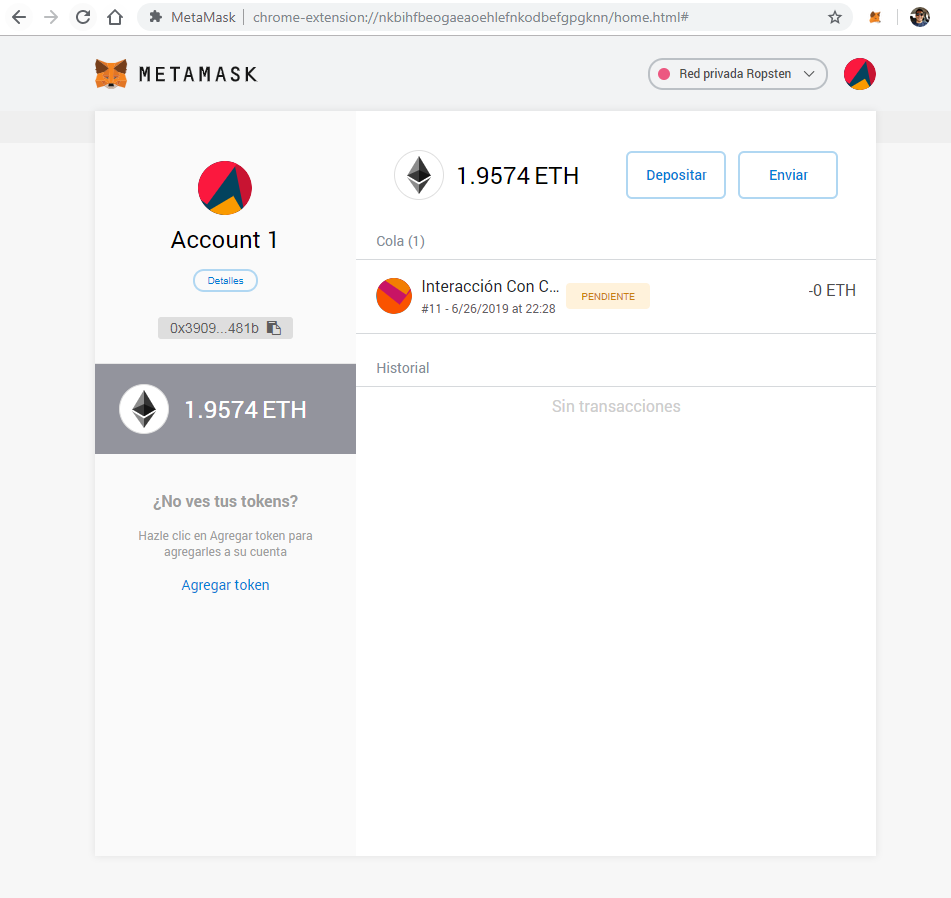 MetaMask | chrome-extension://nkbihfbeogaeaoehlefnkodbefgpgknn/home.html#
METAMASK
Red privada Ropsten
Account 1
Detalles
0x3909...481b
1.9574 ETH
¿No ves tus tokens?
Hazle clic en Agregar token para
agregarles a su cuenta
Agregar token
1.9574 ETH
Depositar
Enviar
Cola (1)
Interacción Con C...
#11 - 6/26/2019 at 22:28
PENDIENTE
-0 ETH
Historial
Sin transacciones